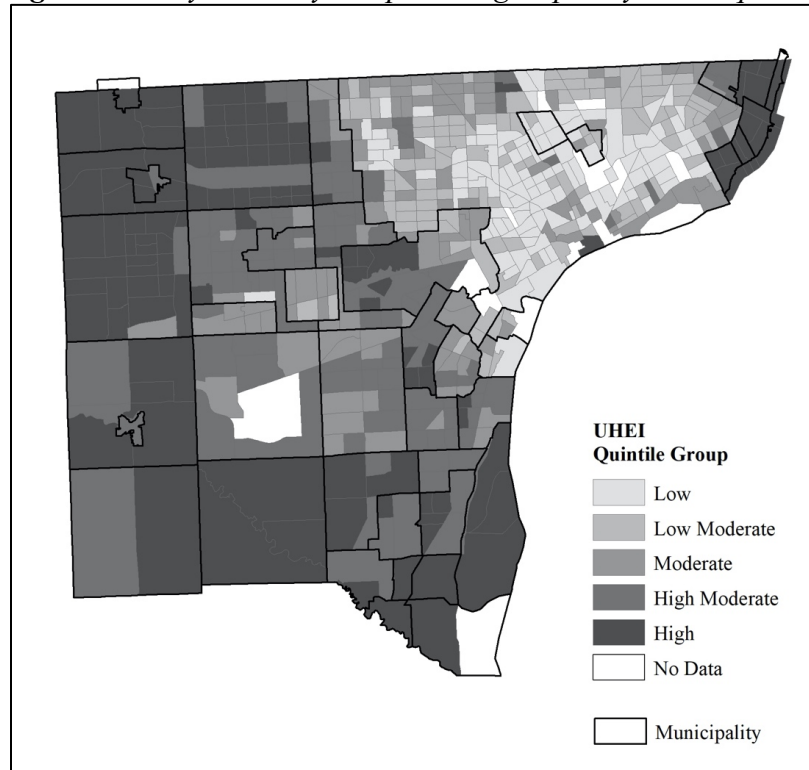 UHEI
Quintile Group
Low
Low Moderate
Moderate
High Moderate
High
No Data
Municipality